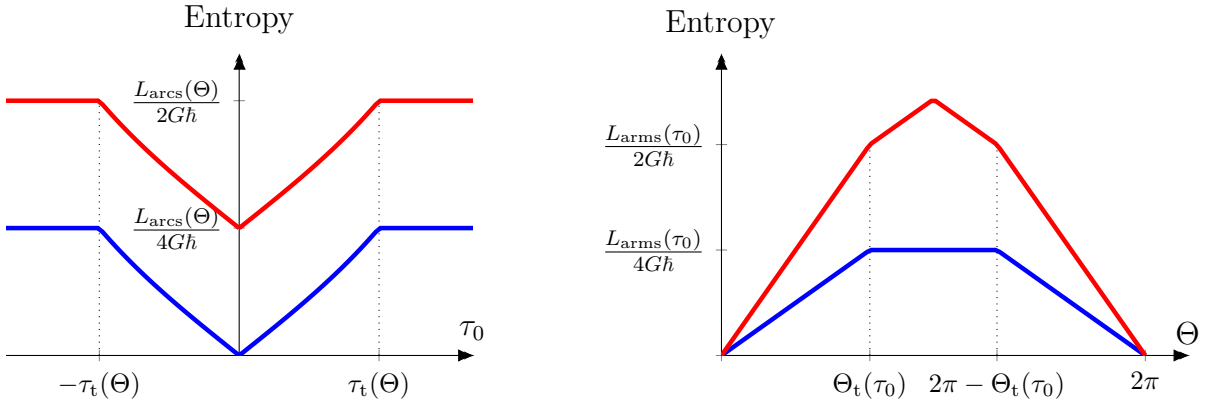 Entropy
L_arcs(Θ)
2Għ
L_arcs(Θ)
4Għ
τ_0
−τ_t(Θ)
τ_t(Θ)
Entropy
L_arms(τ_0)
2Għ
L_arms(τ_0)
4Għ
Θ
Θ_t(τ_0)
2π − Θ_t(τ_0)
2π